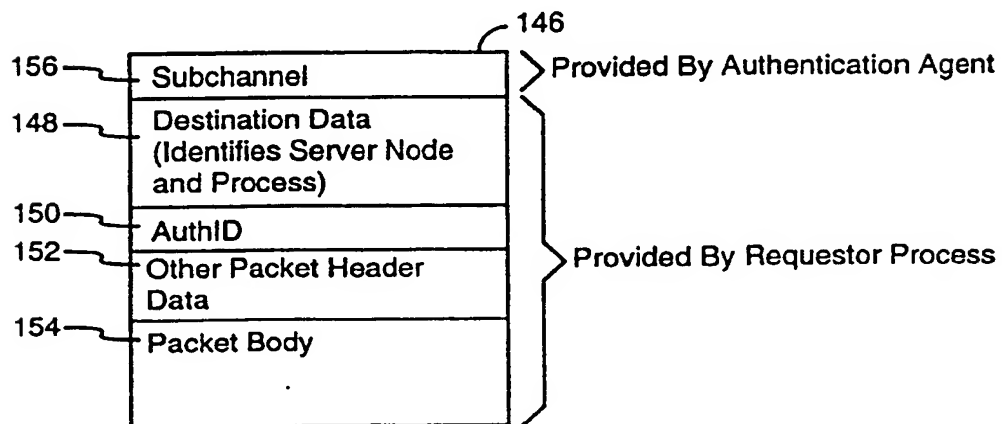 146
156
Subchannel
Provided By Authentication Agent
148
Destination Data
(Identifies Server Node
and Process)
150
AuthID
152
Other Packet Header
Data
Provided By Requestor Process
154
Packet Body